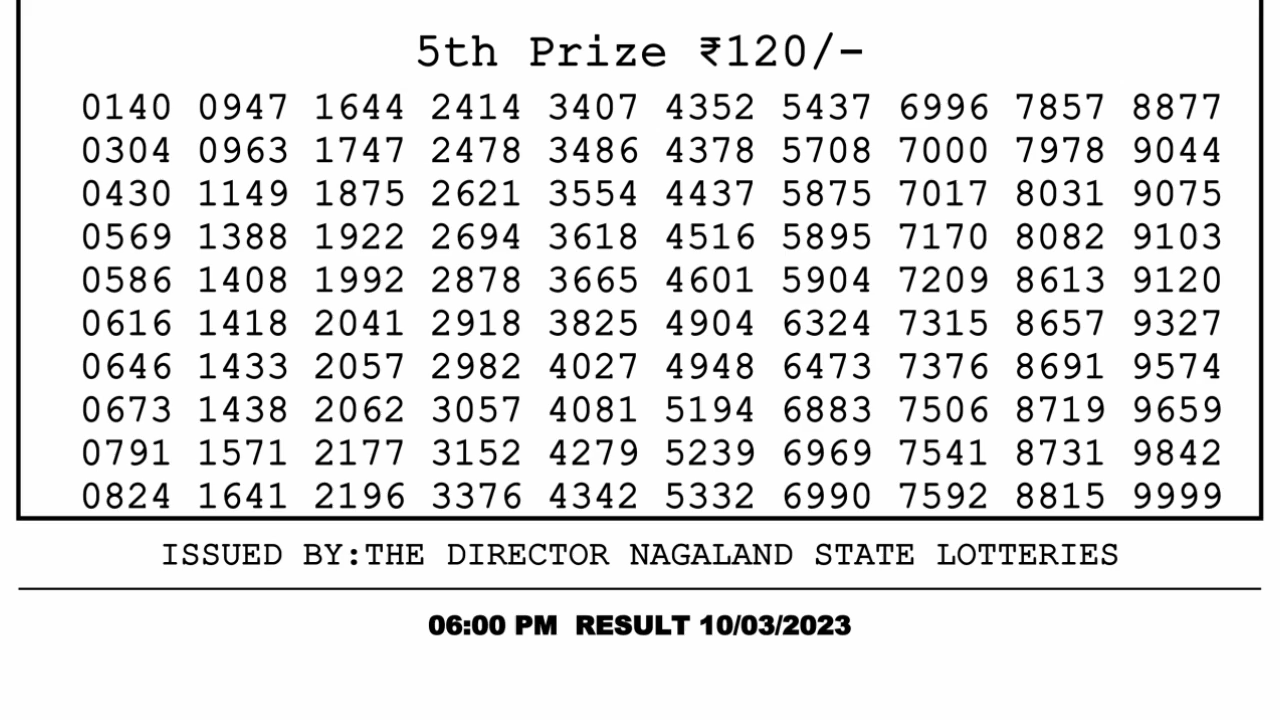 5th Prize ₹120/-
0140 0947 1644 2414 3407 4352 5437 6996 7857 8877
0304 0963 1747 2478 3486 4378 5708 7000 7978 9044
0430 1149 1875 2621 3554 4437 5875 7017 8031 9075
0569 1388 1922 2694 3618 4516 5895 7170 8082 9103
0586 1408 1992 2878 3665 4601 5904 7209 8613 9120
0616 1418 2041 2918 3825 4904 6324 7315 8657 9327
0646 1433 2057 2982 4027 4948 6473 7376 8691 9574
0673 1438 2062 3057 4081 5194 6883 7506 8719 9659
0791 1571 2177 3152 4279 5239 6969 7541 8731 9842
0824 1641 2196 3376 4342 5332 6990 7592 8815 9999
ISSUED BY:THE DIRECTOR NAGALAND STATE LOTTERIES
06:00 PM RESULT 10/03/2023